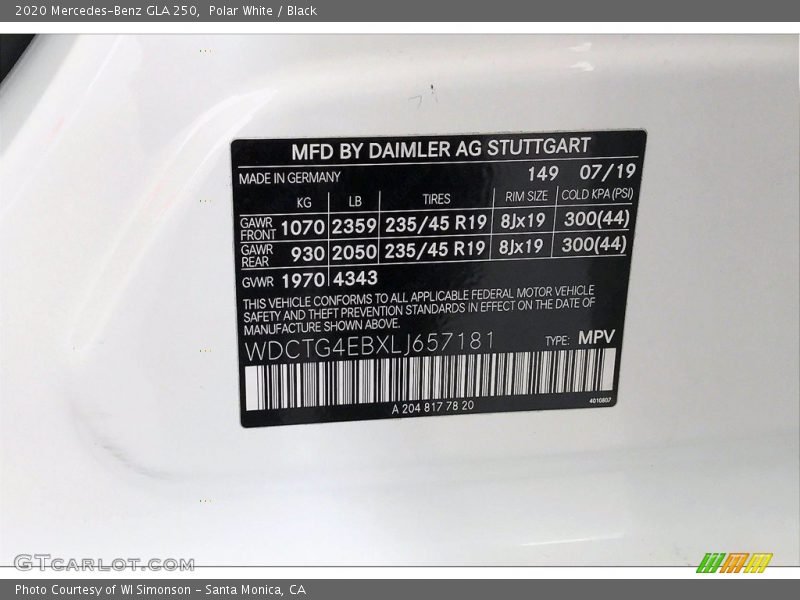 2020 Mercedes-Benz GLA 250,  Polar White / Black
MFD BY DAIMLER AG STUTTGART
MADE IN GERMANY 149 07/19
KG LB TIRES RIM SIZE COLD KPA (PSI)
GAWR FRONT 1070 2359 235/45 R19 8Jx19 300(44)
GAWR REAR 930 2050 235/45 R19 8Jx19 300(44)
GVWR 1970 4343
THIS VEHICLE CONFORMS TO ALL APPLICABLE FEDERAL MOTOR VEHICLE
SAFETY AND THEFT PREVENTION STANDARDS IN EFFECT ON THE DATE OF
MANUFACTURE SHOWN ABOVE.
WDCTG4EBXLJ657181 TYPE: MPV
A 204 817 78 20 4010807
GTCARLOT.COM
Photo Courtesy of WI Simonson - Santa Monica, CA